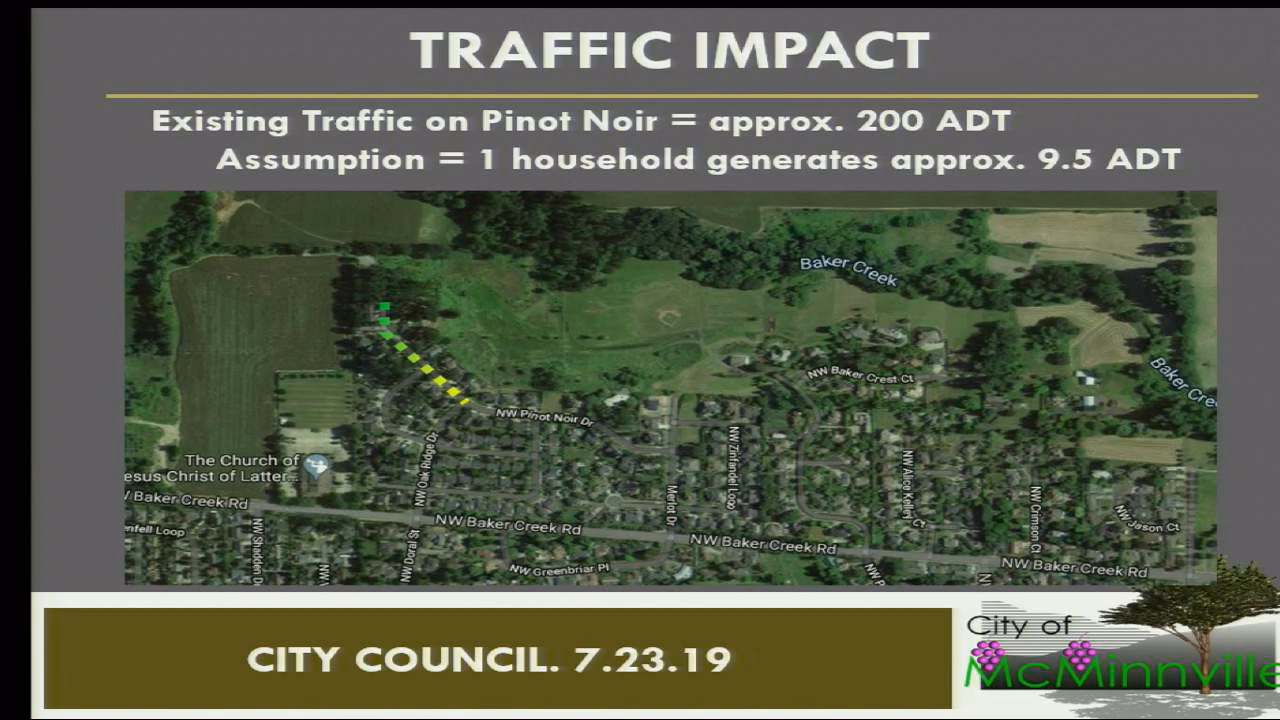 TRAFFIC IMPACT
Existing Traffic on Pinot Noir = approx. 200 ADT
Assumption = 1 household generates approx. 9.5 ADT
Baker Creek
Baker Cre
NW Baker Crest Ct
NW Pinot Noir Dr
NW Oak Ridge Dr
NW Zinfandel Loop
NW Alice Kelley Ct
Merlot Dr
NW Crimson Ct
NW Jason Ct
The Church of
esus Christ of Latter...
/ Baker Creek Rd
NW Baker Creek Rd
NW Baker Creek Rd
NW Baker Creek Rd
enfell Loop
NW Shadden Dr
NW
NW Doral St
NW Greenbriar Pl
NW
N
CITY COUNCIL. 7.23.19
City of
McMinnville